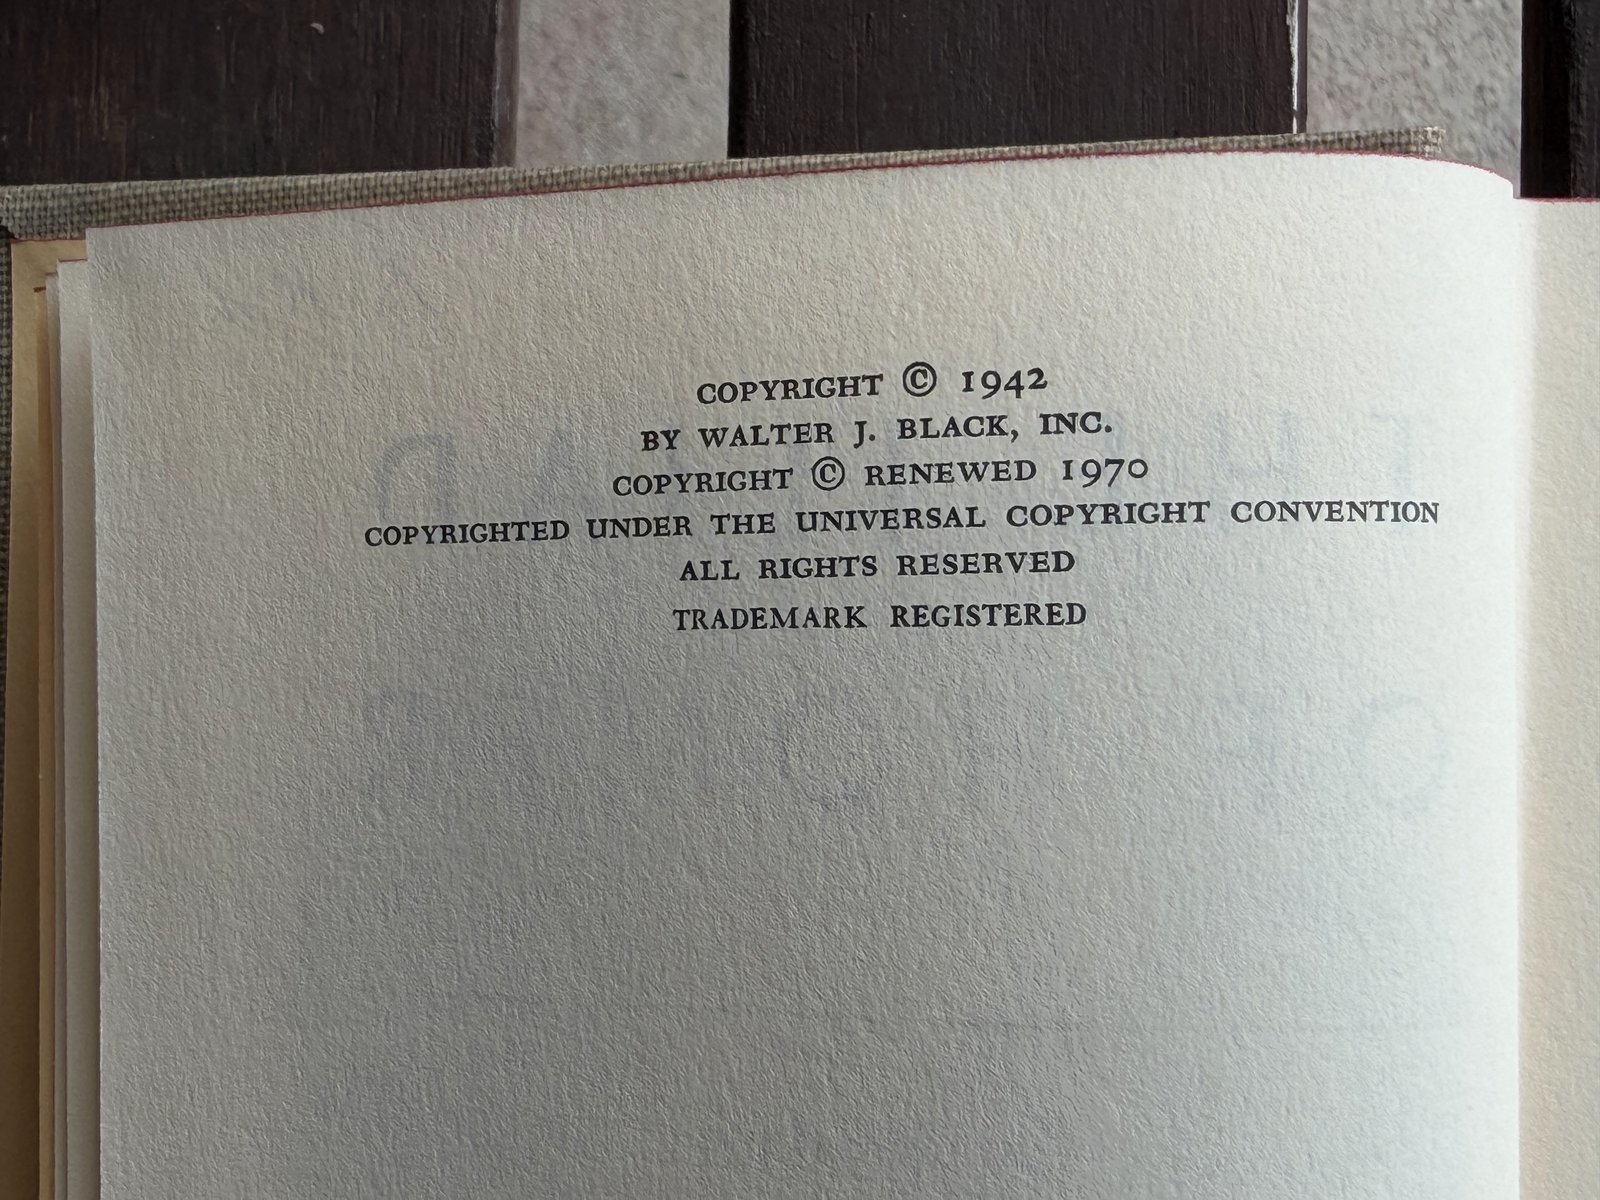 COPYRIGHT © 1942
BY WALTER J. BLACK, INC.
COPYRIGHT © RENEWED 1970
COPYRIGHTED UNDER THE UNIVERSAL COPYRIGHT CONVENTION
ALL RIGHTS RESERVED
TRADEMARK REGISTERED